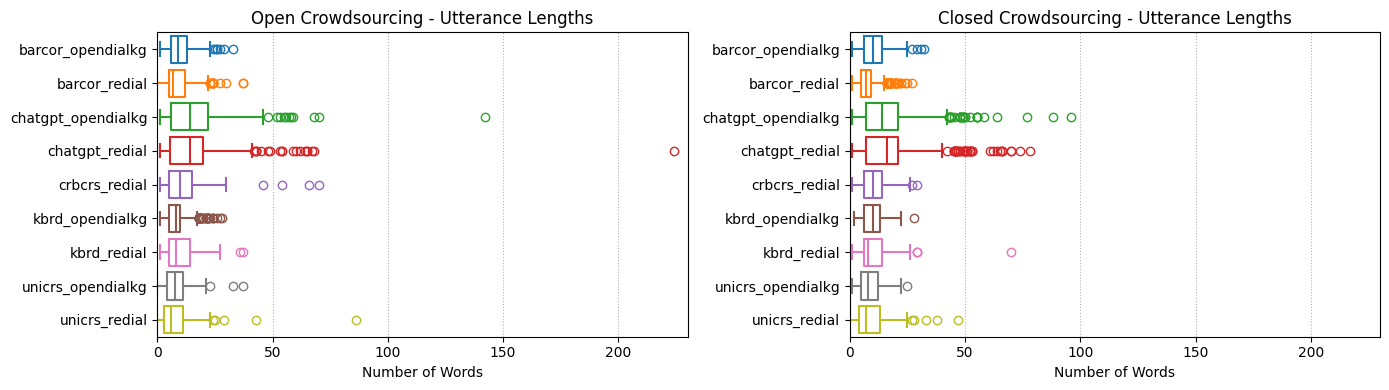 Open Crowdsourcing - Utterance Lengths
barcor_opendialkg
barcor_redial
chatgpt_opendialkg
chatgpt_redial
crbcrs_redial
kbrd_opendialkg
kbrd_redial
unicrs_opendialkg
unicrs_redial
0 50 100 150 200
Number of Words
Closed Crowdsourcing - Utterance Lengths
barcor_opendialkg
barcor_redial
chatgpt_opendialkg
chatgpt_redial
crbcrs_redial
kbrd_opendialkg
kbrd_redial
unicrs_opendialkg
unicrs_redial
0 50 100 150 200
Number of Words